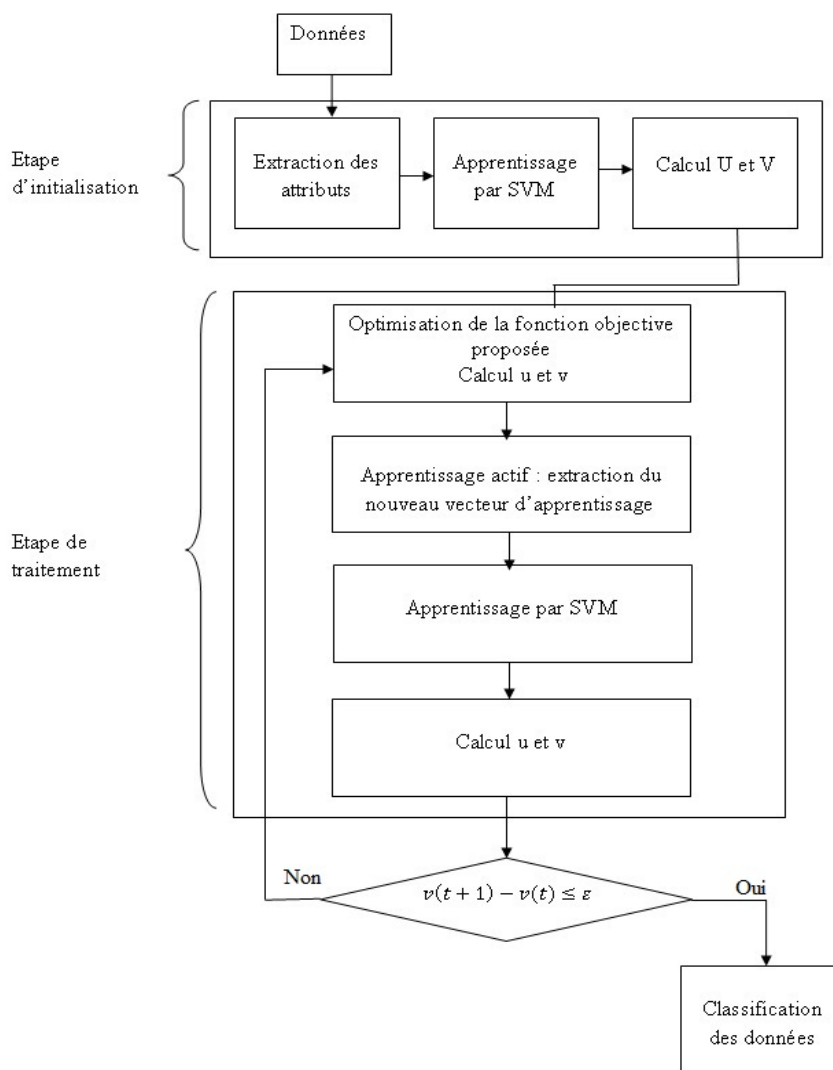 Données
Etape
d'initialisation
Extraction des
attributs
Apprentissage
par SVM
Calcul U et V
Etape de
traitement
Optimisation de la fonction objective
proposée
Calcul u et v
Apprentissage actif : extraction du
nouveau vecteur d'apprentissage
Apprentissage par SVM
Calcul u et v
Non
v(t + 1) − v(t) ≤ ε
Oui
Classification
des données